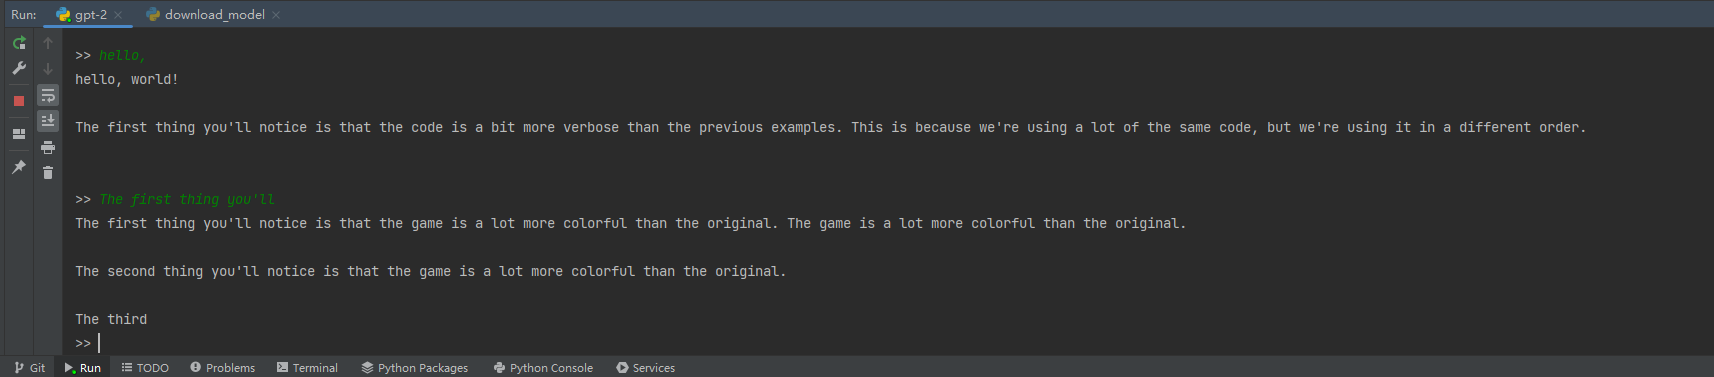 Run: gpt-2 download_model
>> hello,
hello, world!
The first thing you'll notice is that the code is a bit more verbose than the previous examples. This is because we're using a lot of the same code, but we're using it in a different order.
>> The first thing you'll
The first thing you'll notice is that the game is a lot more colorful than the original. The game is a lot more colorful than the original.
The second thing you'll notice is that the game is a lot more colorful than the original.
The third
>>
Git Run TODO Problems Terminal Python Packages Python Console Services